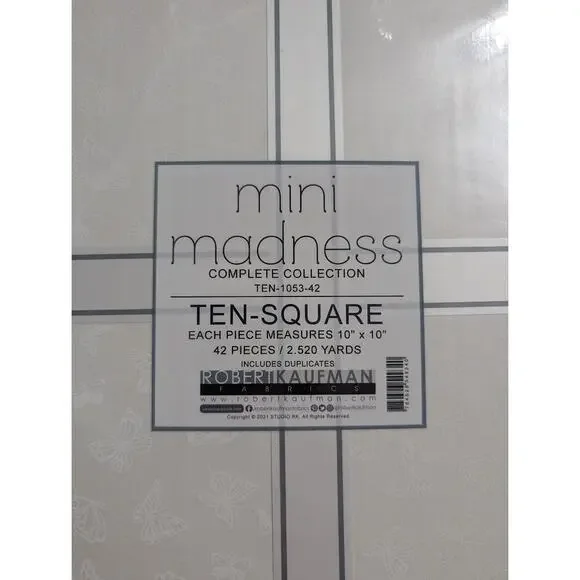 mini
madness
COMPLETE COLLECTION
TEN-1053-42
TEN-SQUARE
EACH PIECE MEASURES 10" x 10"
42 PIECES / 2.520 YARDS
INCLUDES DUPLICATES
ROBERT KAUFMAN
FABRICS
www.robertkaufman.com
Copyright © 2021 STUDIO RK. All Rights Reserved.